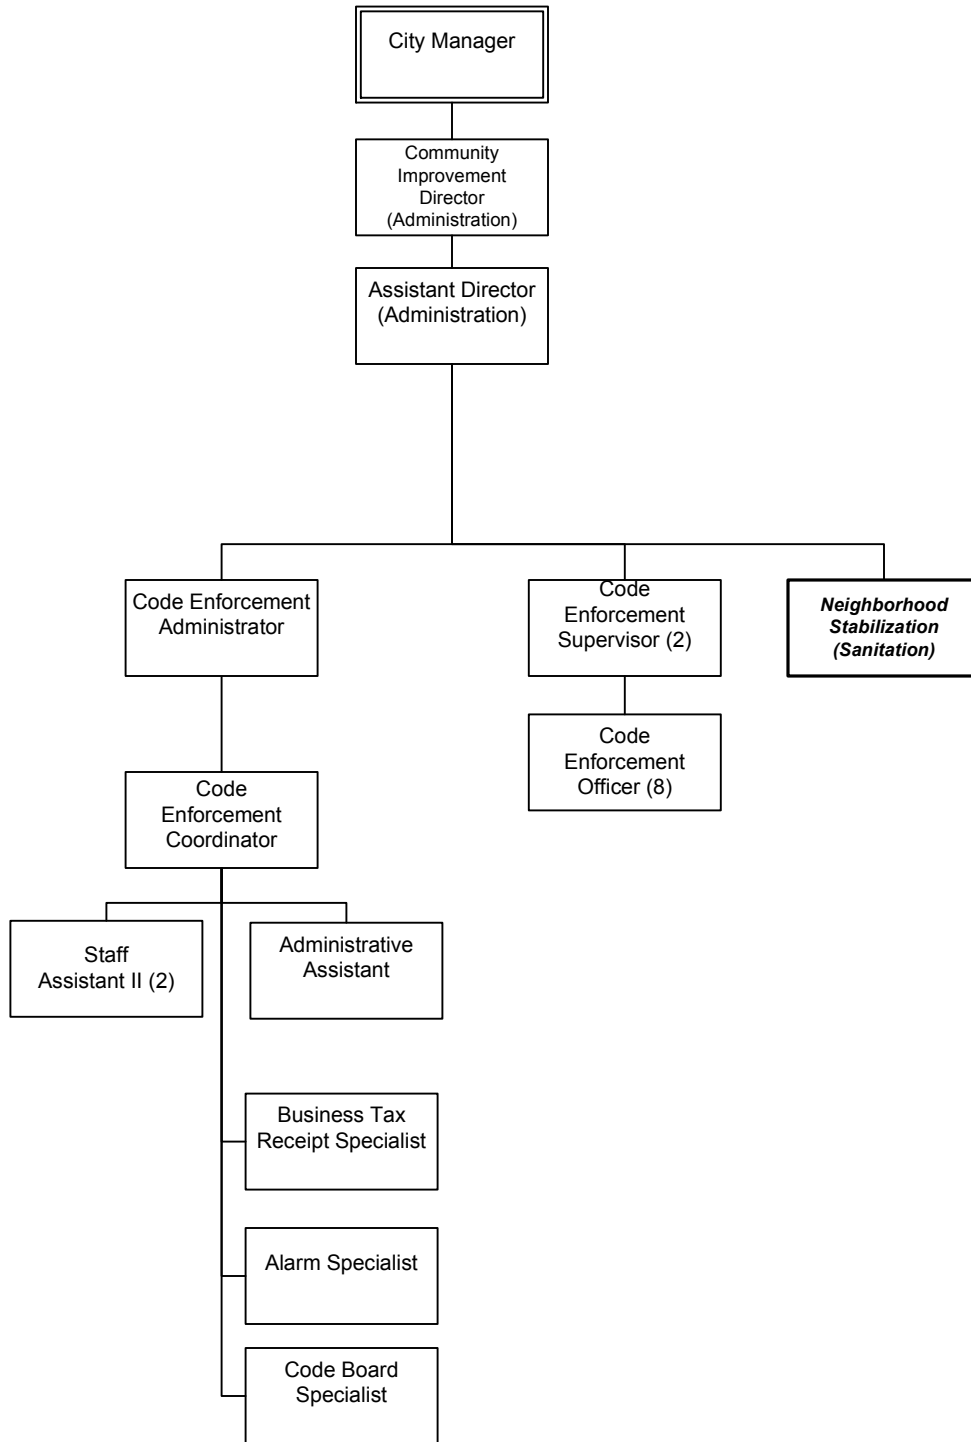 City Manager
Community
Improvement
Director
(Administration)
Assistant Director
(Administration)
Code Enforcement
Administrator
Code
Enforcement
Supervisor (2)
Neighborhood
Stabilization
(Sanitation)
Code
Enforcement
Officer (8)
Code
Enforcement
Coordinator
Staff
Assistant II (2)
Administrative
Assistant
Business Tax
Receipt Specialist
Alarm Specialist
Code Board
Specialist